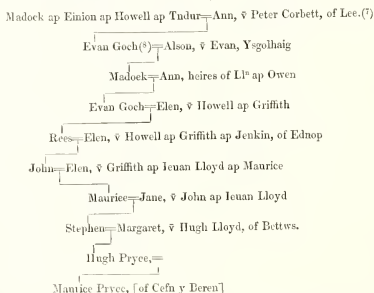 Madock ap Einion ap Howell ap Tudur=Ann, ṽ Peter Corbett, of Lee.(⁷)
Evan Goch(⁸)=Alson, ṽ Evan, Ysgolhaig
Madock=Ann, heires of Llⁿ ap Owen
Evan Goch=Elen, ṽ Howell ap Griffith
Rees=Elen, ṽ Howell ap Griffith ap Jenkin, of Ednop
John=Elen, ṽ Griffith ap Ieuan Lloyd ap Maurice
Maurice=Jane, ṽ John ap Ieuan Lloyd
Stephen=Margaret, ṽ Hugh Lloyd, of Bettws.
Hugh Pryce,=
Maurice Pryce, [of Cefn y Beren]